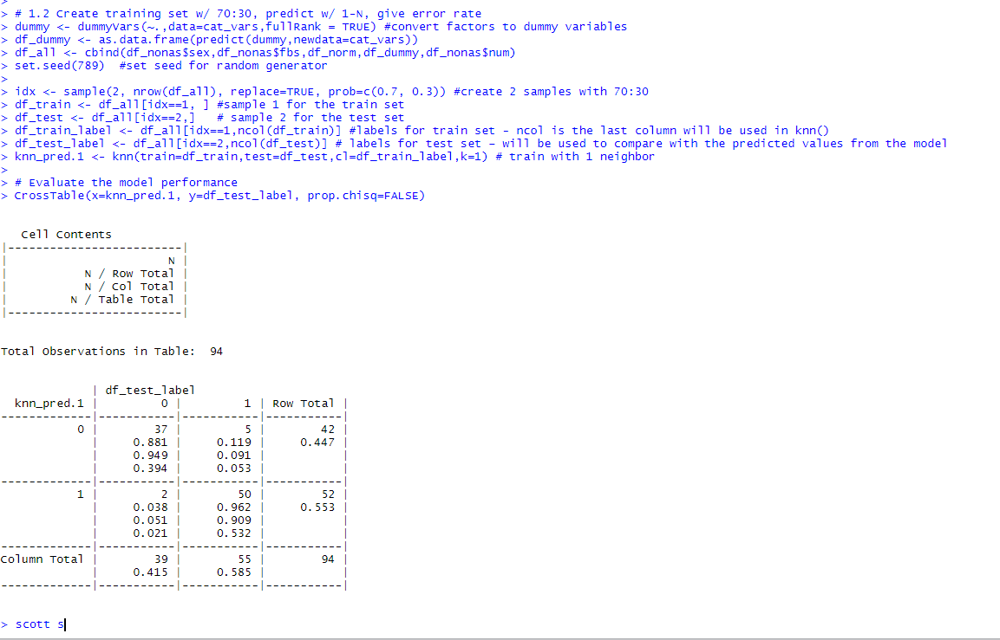 >
> # 1.2 Create training set w/ 70:30, predict w/ 1-N, give error rate
> dummy <- dummyVars(~.,data=cat_vars,fullRank = TRUE) #convert factors to dummy variables
> df_dummy <- as.data.frame(predict(dummy,newdata=cat_vars))
> df_all <- cbind(df_nonas$sex,df_nonas$fbs,df_norm,df_dummy,df_nonas$num)
> set.seed(789)  #set seed for random generator
>
> idx <- sample(2, nrow(df_all), replace=TRUE, prob=c(0.7, 0.3)) #create 2 samples with 70:30
> df_train <- df_all[idx==1, ] #sample 1 for the train set
> df_test <- df_all[idx==2,]   # sample 2 for the test set
> df_train_label <- df_all[idx==1,ncol(df_train)] #labels for train set - ncol is the last column will be used in knn()
> df_test_label <- df_all[idx==2,ncol(df_test)] # labels for test set - will be used to compare with the predicted values from the model
> knn_pred.1 <- knn(train=df_train,test=df_test,cl=df_train_label,k=1) # train with 1 neighbor
>
> # Evaluate the model performance
> CrossTable(x=knn_pred.1, y=df_test_label, prop.chisq=FALSE)

   Cell Contents
|-------------------------|
|                       N |
|           N / Row Total |
|           N / Col Total |
|         N / Table Total |
|-------------------------|

Total Observations in Table:  94

             | df_test_label
  knn_pred.1 |         0 |         1 | Row Total |
-------------|-----------|-----------|-----------|
           0 |        37 |         5 |        42 |
             |     0.881 |     0.119 |     0.447 |
             |     0.949 |     0.091 |           |
             |     0.394 |     0.053 |           |
-------------|-----------|-----------|-----------|
           1 |         2 |        50 |        52 |
             |     0.038 |     0.962 |     0.553 |
             |     0.051 |     0.909 |           |
             |     0.021 |     0.532 |           |
-------------|-----------|-----------|-----------|
Column Total |        39 |        55 |        94 |
             |     0.415 |     0.585 |           |
-------------|-----------|-----------|-----------|

> scott s